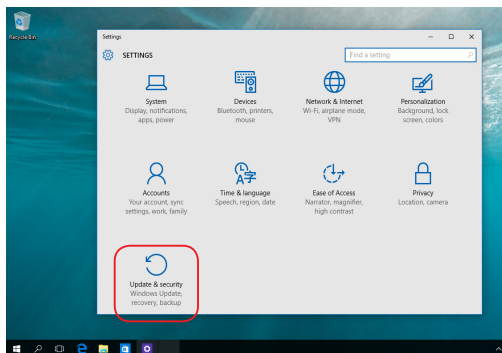 Recycle Bin
Settings
SETTINGS
Find a setting
System
Display, notifications,
apps, power
Devices
Bluetooth, printers,
mouse
Network & Internet
Wi-Fi, airplane mode,
VPN
Personalization
Background, lock
screen, colors
Accounts
Your account, sync
settings, work, family
Time & language
Speech, region, date
Ease of Access
Narrator, magnifier,
high contrast
Privacy
Location, camera
Update & security
Windows Update,
recovery, backup